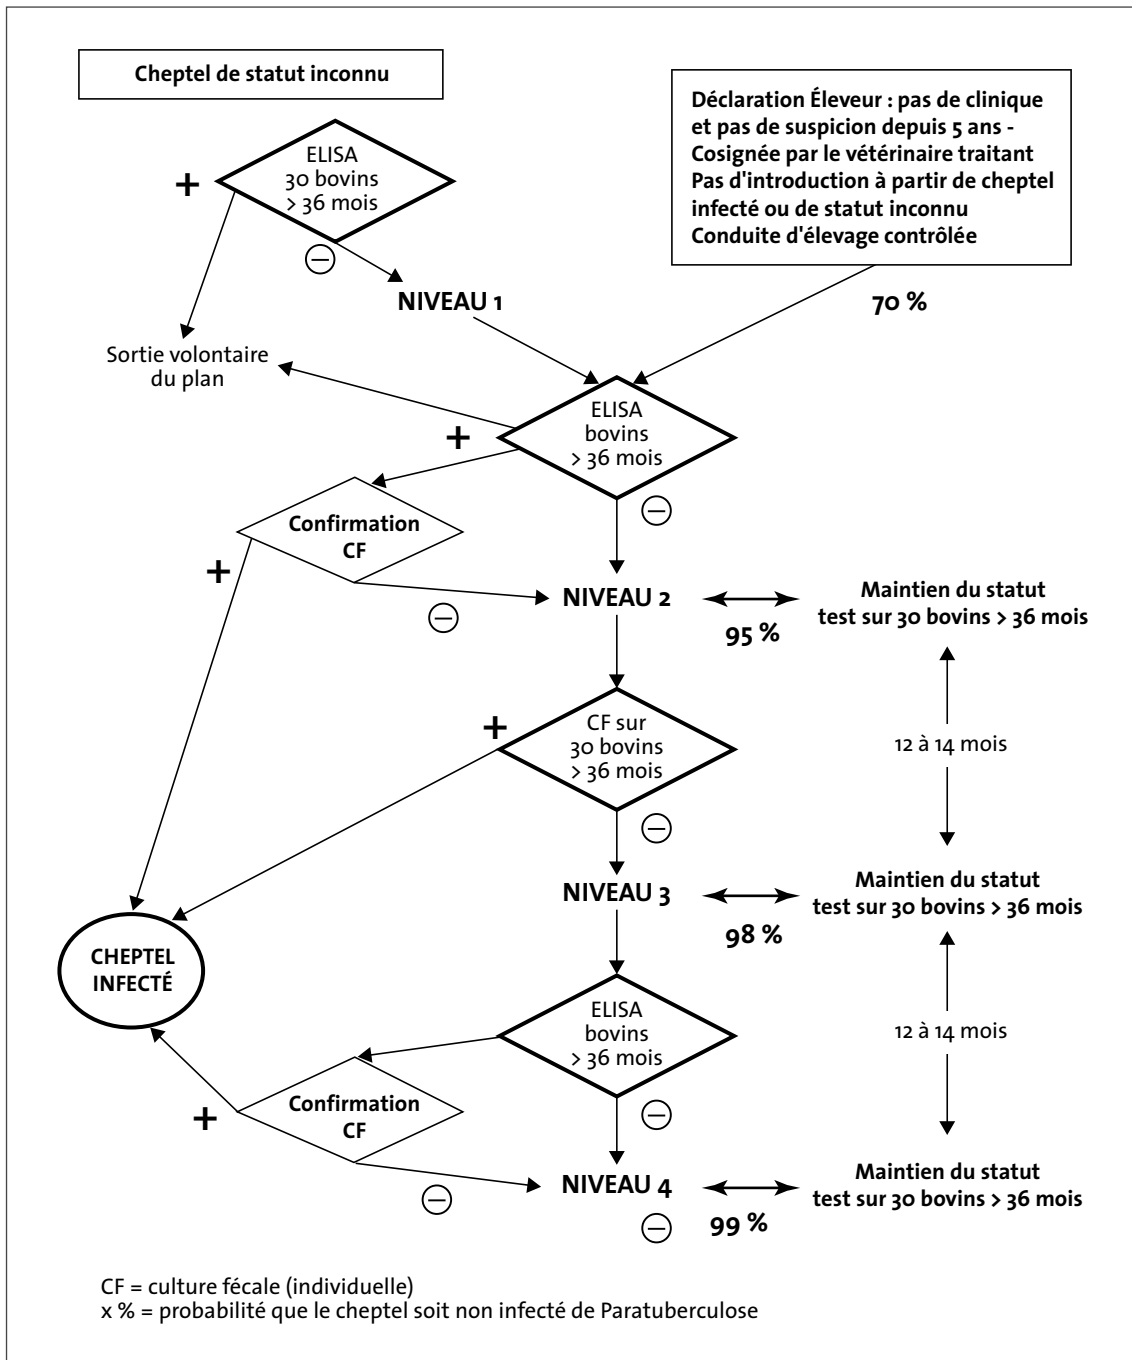 Cheptel de statut inconnu
Déclaration Éleveur : pas de clinique
et pas de suspicion depuis 5 ans -
Cosignée par le vétérinaire traitant
Pas d'introduction à partir de cheptel
infecté ou de statut inconnu
Conduite d'élevage contrôlée
ELISA
30 bovins
> 36 mois
+
−
NIVEAU 1
70 %
Sortie volontaire
du plan
ELISA
bovins
> 36 mois
+
−
Confirmation
CF
+
−
NIVEAU 2
95 %
Maintien du statut
test sur 30 bovins > 36 mois
CF sur
30 bovins
> 36 mois
+
−
12 à 14 mois
NIVEAU 3
98 %
Maintien du statut
test sur 30 bovins > 36 mois
CHEPTEL
INFECTÉ
ELISA
bovins
> 36 mois
−
12 à 14 mois
Confirmation
CF
+
−
NIVEAU 4
−
99 %
Maintien du statut
test sur 30 bovins > 36 mois
CF = culture fécale (individuelle)
x % = probabilité que le cheptel soit non infecté de Paratuberculose